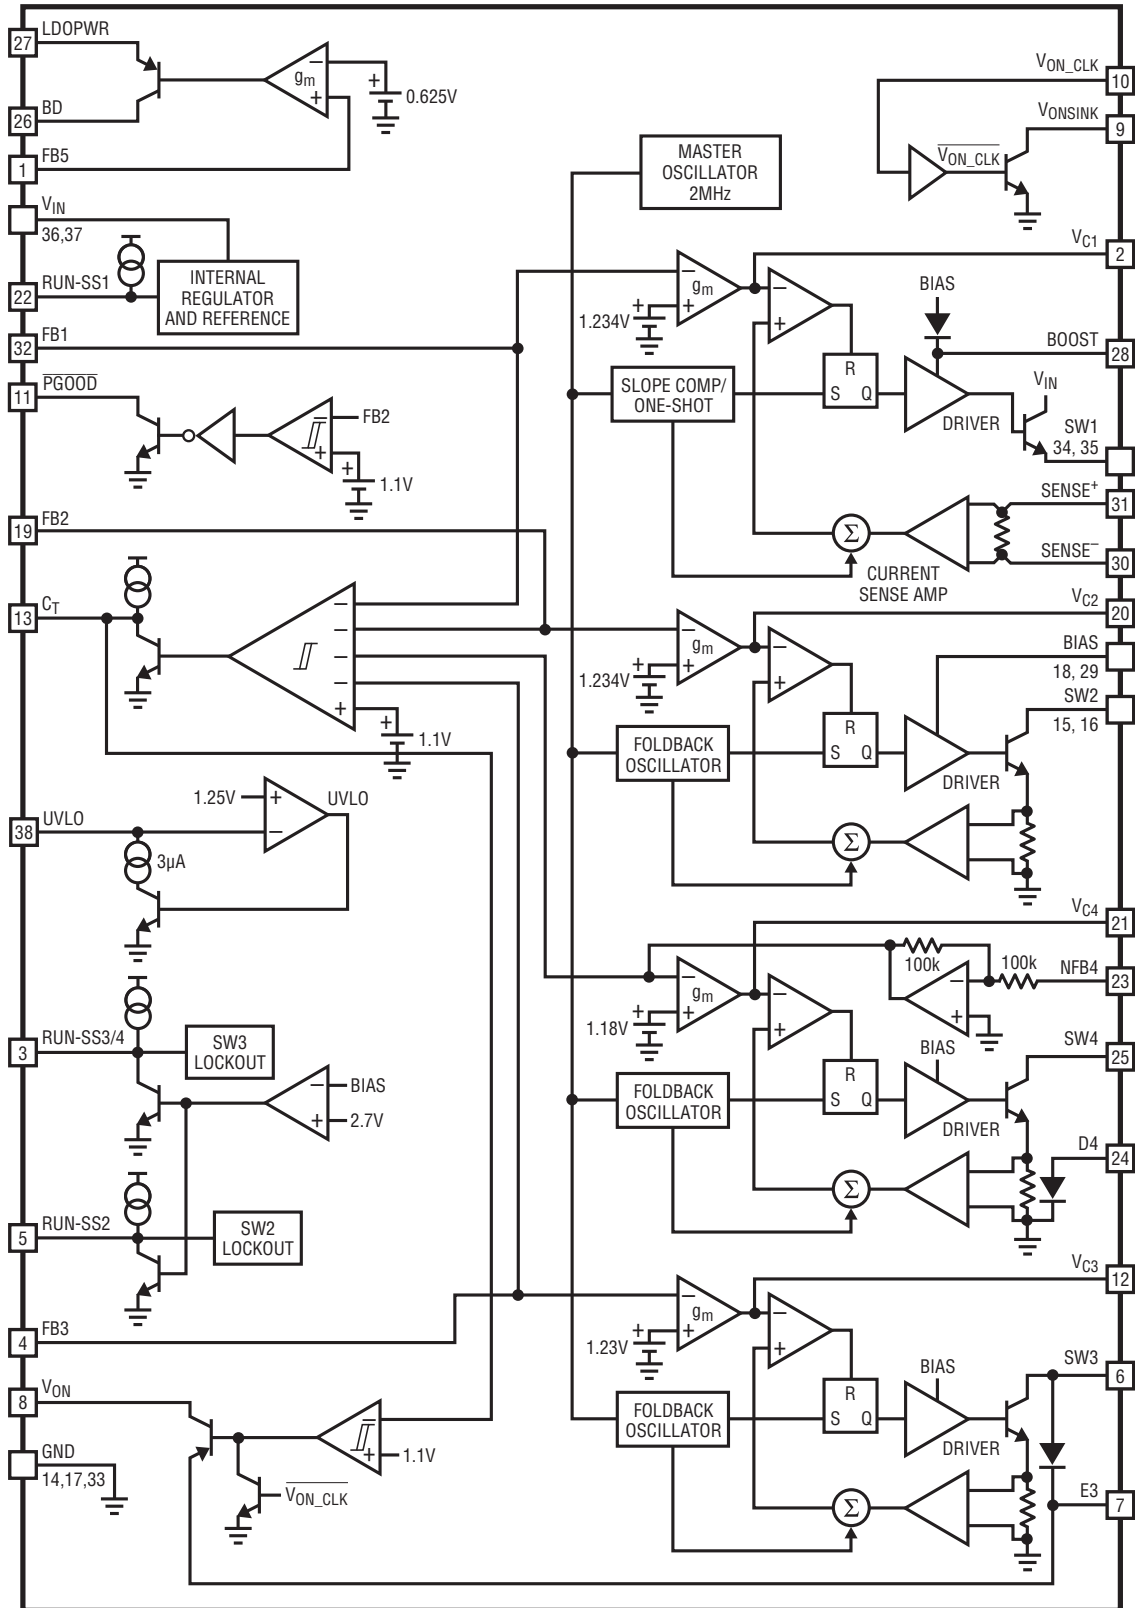 LDOPWR
27
26
BD
FB5
1
gm
−
+
+
0.625V
VIN
36,37
RUN-SS1
22
INTERNAL
REGULATOR
AND REFERENCE
FB1
32
PGOOD
11
−
+
FB2
+
1.1V
FB2
19
CT
13
−
−
−
−
+
+
1.1V
1.25V
+
−
UVLO
UVLO
38
3µA
RUN-SS3/4
3
SW3
LOCKOUT
−
BIAS
+
2.7V
RUN-SS2
5
SW2
LOCKOUT
FB3
4
VON
8
−
+
1.1V
VON_CLK
GND
14,17,33
MASTER
OSCILLATOR
2MHz
VON_CLK
10
VONSINK
9
VON_CLK
VC1
2
−
gm
+
+
1.234V
−
+
R
S Q
SLOPE COMP/
ONE-SHOT
BIAS
BOOST
28
DRIVER
VIN
SW1
34, 35
SENSE+
31
SENSE−
30
Σ
CURRENT
SENSE AMP
VC2
20
−
gm
+
+
1.234V
−
+
R
S Q
FOLDBACK
OSCILLATOR
BIAS
18, 29
SW2
15, 16
DRIVER
Σ
VC4
21
100k
100k
NFB4
23
−
+
−
gm
+
+
1.18V
−
+
R
S Q
FOLDBACK
OSCILLATOR
BIAS
SW4
25
DRIVER
D4
24
Σ
VC3
12
−
gm
+
+
1.23V
−
+
R
S Q
FOLDBACK
OSCILLATOR
BIAS
SW3
6
DRIVER
E3
7
Σ